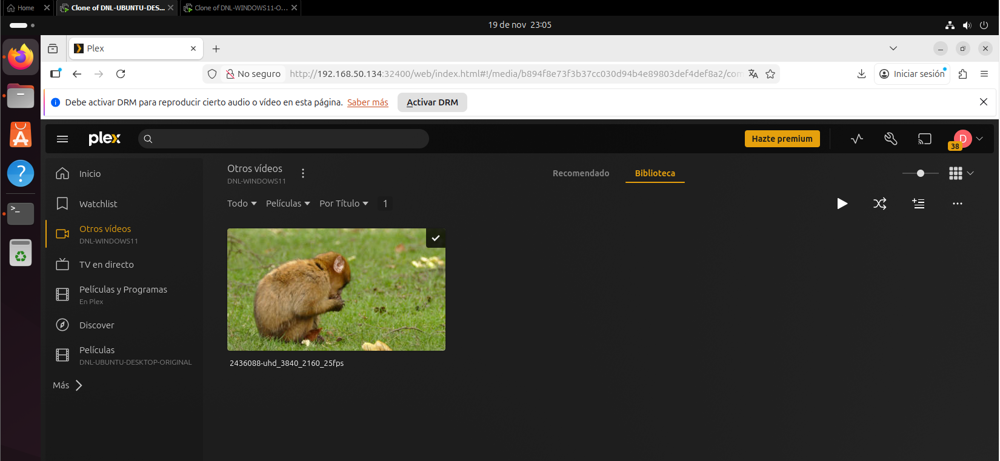 Home
Clone of DNL-UBUNTU-DES...
Clone of DNL-WINDOWS11-O...
19 de nov 23:05
Plex
No seguro
http://192.168.50.134:32400/web/index.html#!/media/b894f8e73f3b37cc030d94b4e89803def4def8a2/com
Iniciar sesión
Debe activar DRM para reproducir cierto audio o vídeo en esta página. Saber más
Activar DRM
plex
Hazte premium
D
38
Inicio
Watchlist
Otros vídeos
DNL-WINDOWS11
TV en directo
Películas y Programas
En Plex
Discover
Películas
DNL-UBUNTU-DESKTOP-ORIGINAL
Más
Otros vídeos
DNL-WINDOWS11
Recomendado
Biblioteca
Todo
Películas
Por Título
1
2436088-uhd_3840_2160_25fps